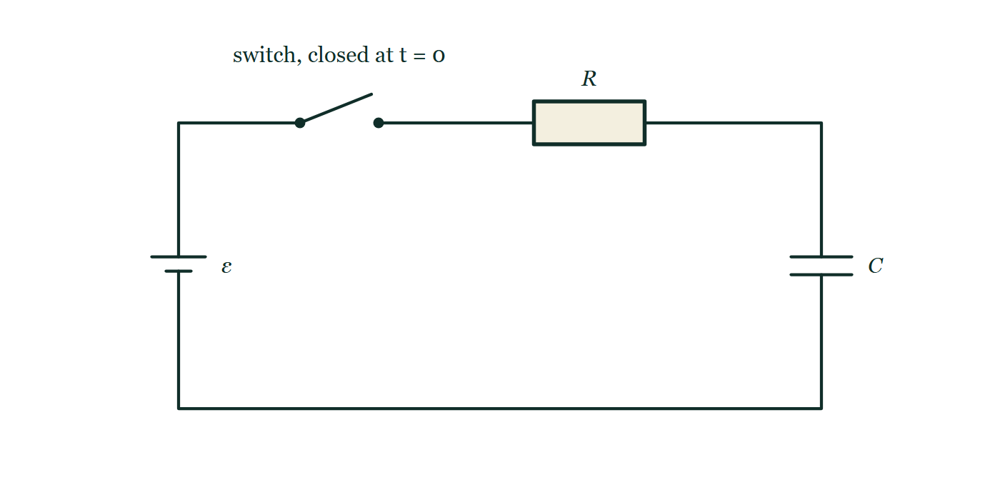 switch, closed at t = 0
R
ε
C